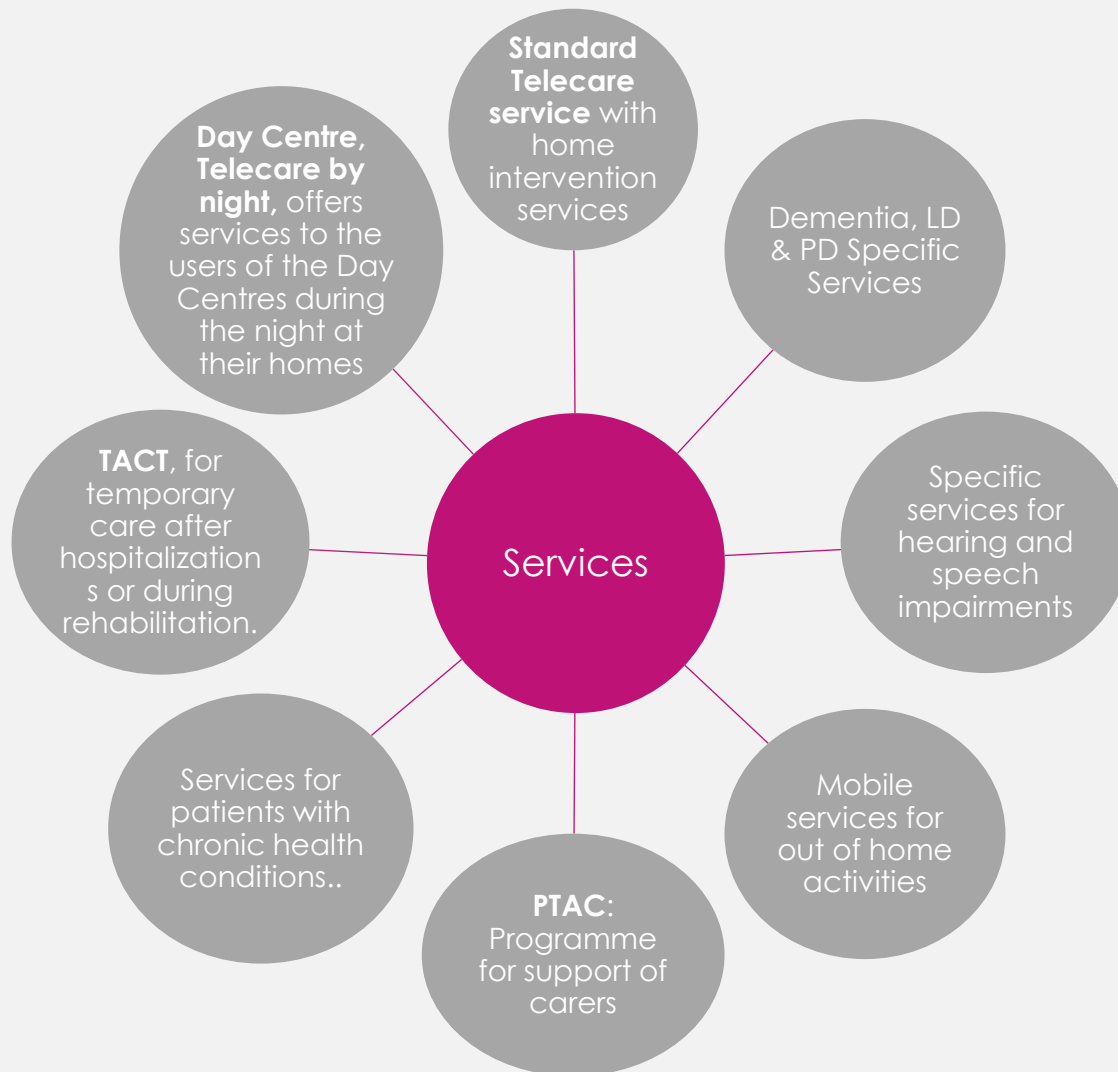 Standard
Telecare
service with
home
intervention
services
Dementia, LD
& PD Specific
Services
Specific
services for
hearing and
speech
impairments
Mobile
services for
out of home
activities
PTAC:
Programme
for support of
carers
Services for
patients with
chronic health
conditions..
TACT, for
temporary
care after
hospitalization
s or during
rehabilitation.
Day Centre,
Telecare by
night, offers
services to the
users of the Day
Centres during
the night at
their homes
Services